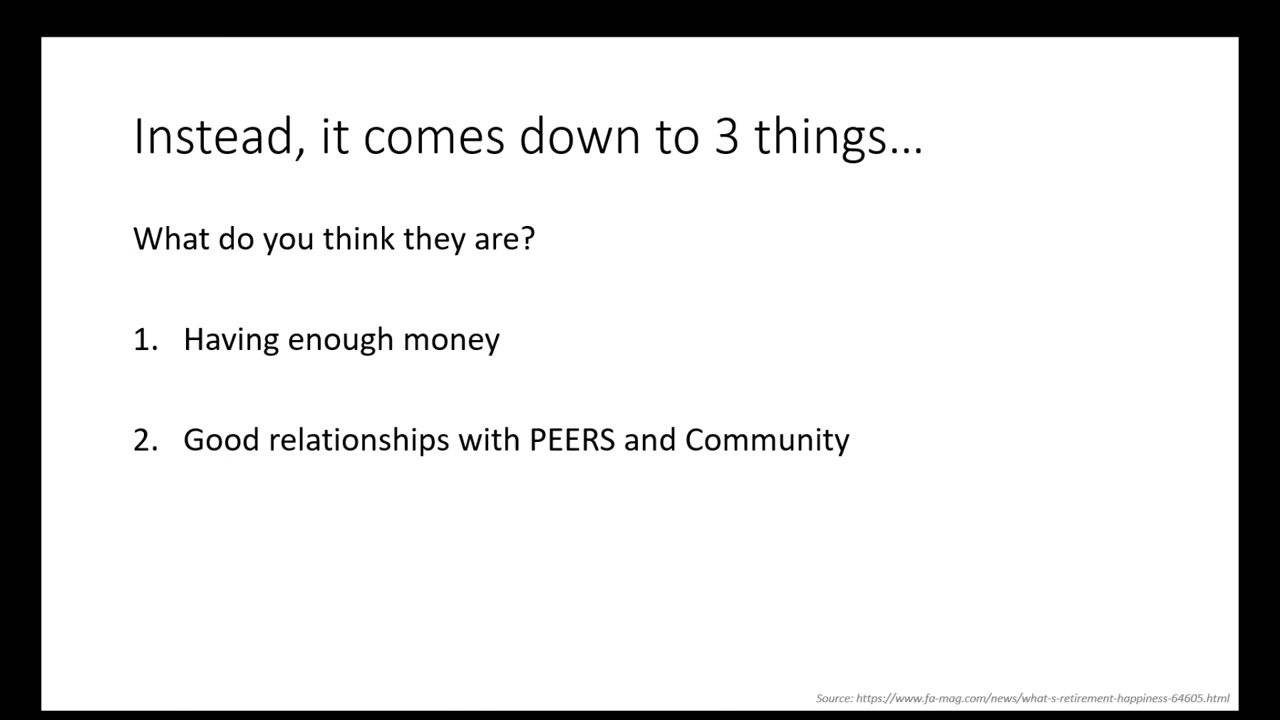 Instead, it comes down to 3 things...
What do you think they are?
1. Having enough money
2. Good relationships with PEERS and Community
Source: https://www.fa-mag.com/news/what-s-retirement-happiness-64605.html